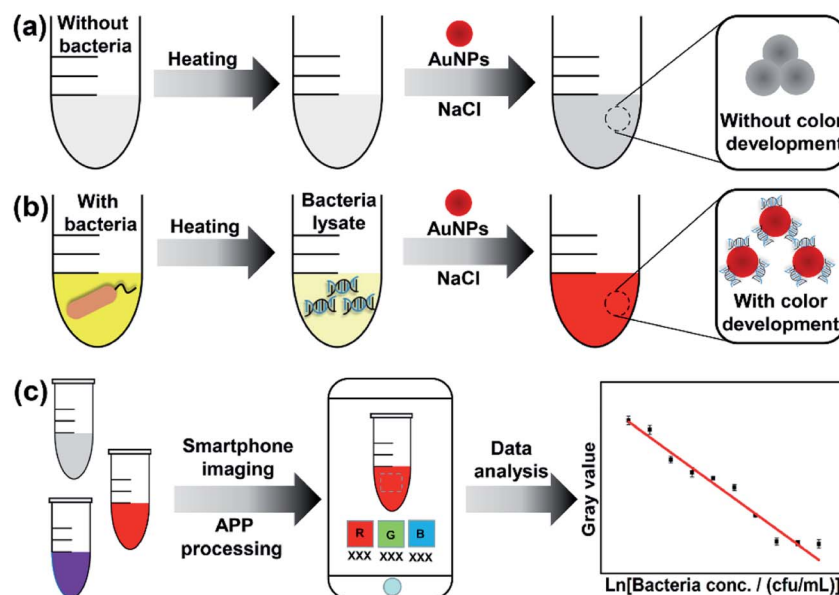 (a)
Without
bacteria
Heating
AuNPs
NaCl
Without color
development
(b)
With
bacteria
Heating
Bacteria
lysate
AuNPs
NaCl
With color
development
(c)
Smartphone
imaging
APP
processing
R G B
XXX XXX XXX
Data
analysis
Gray value
Ln[Bacteria conc. / (cfu/mL)]